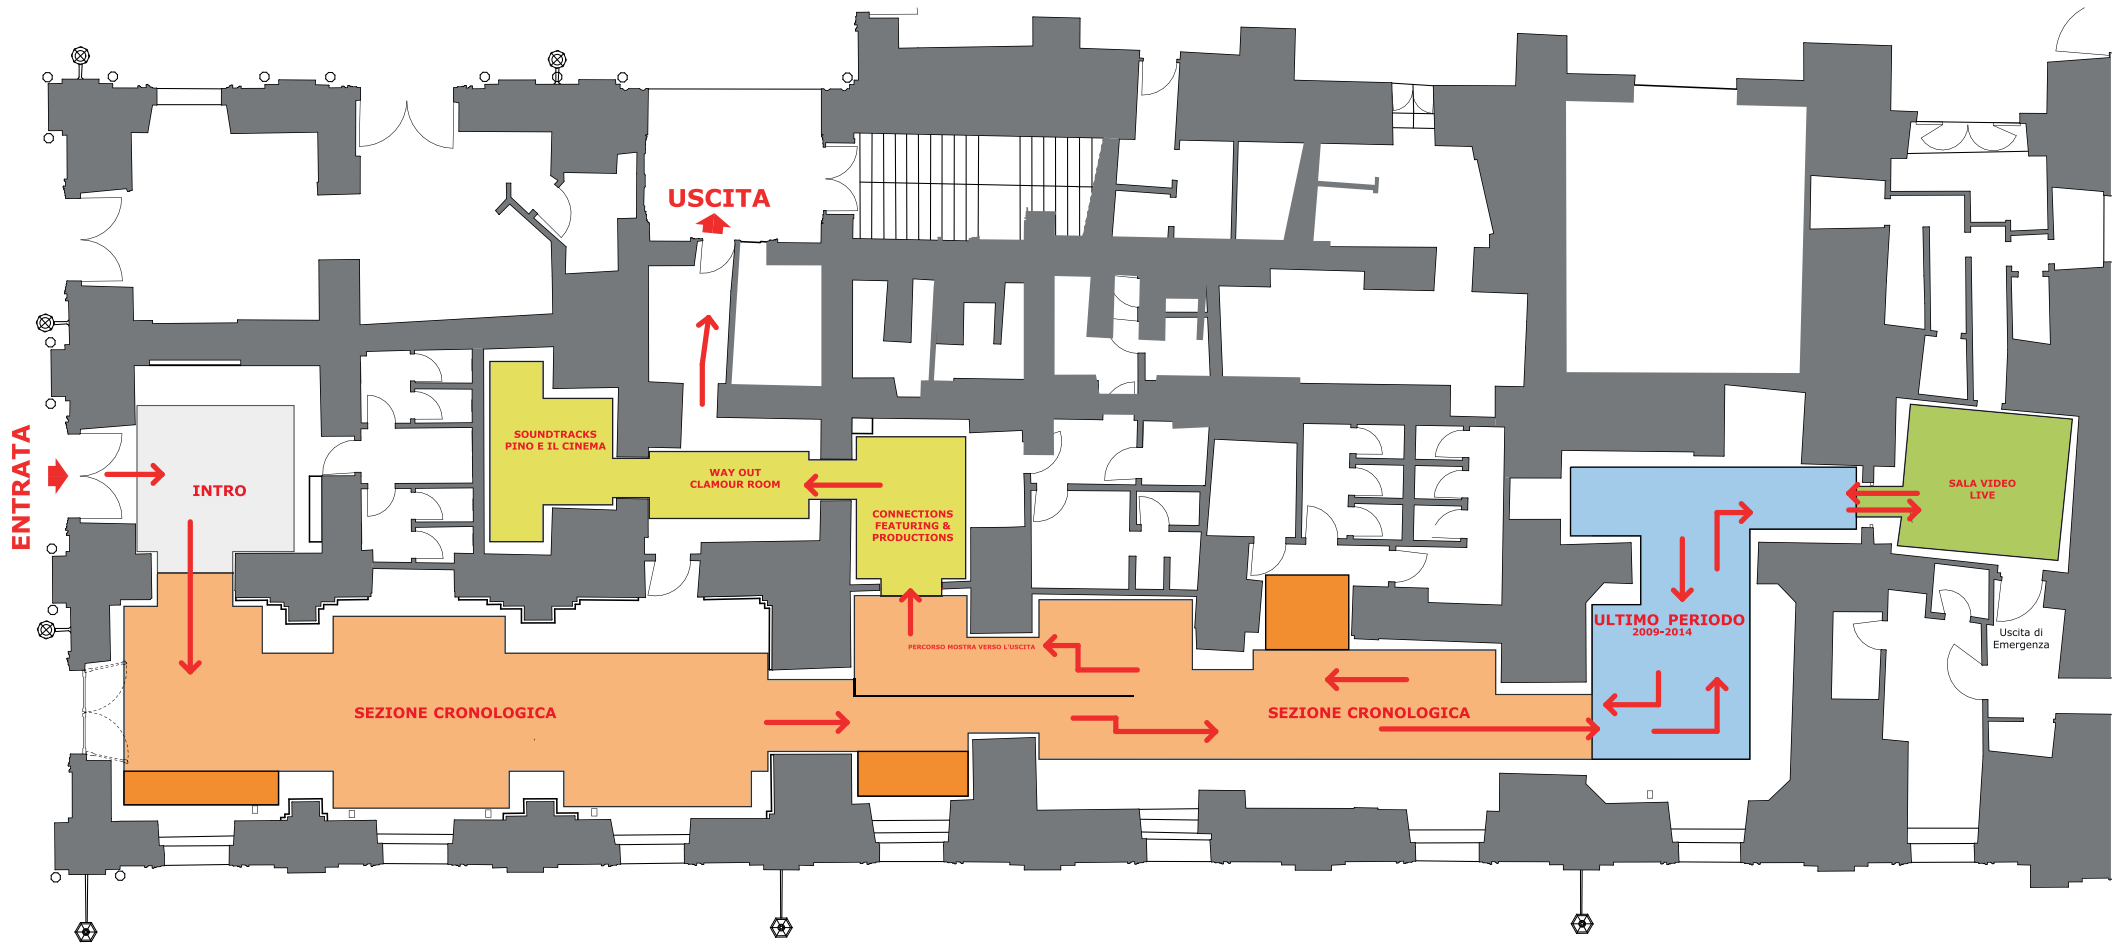 USCITA
ENTRATA
INTRO
SOUNDTRACKS
PINO E IL CINEMA
WAY OUT
CLAMOUR ROOM
CONNECTIONS
FEATURING &
PRODUCTIONS
SALA VIDEO
LIVE
ULTIMO PERIODO
2009-2014
Uscita di
Emergenza
PERCORSO MOSTRA VERSO L'USCITA
SEZIONE CRONOLOGICA
SEZIONE CRONOLOGICA